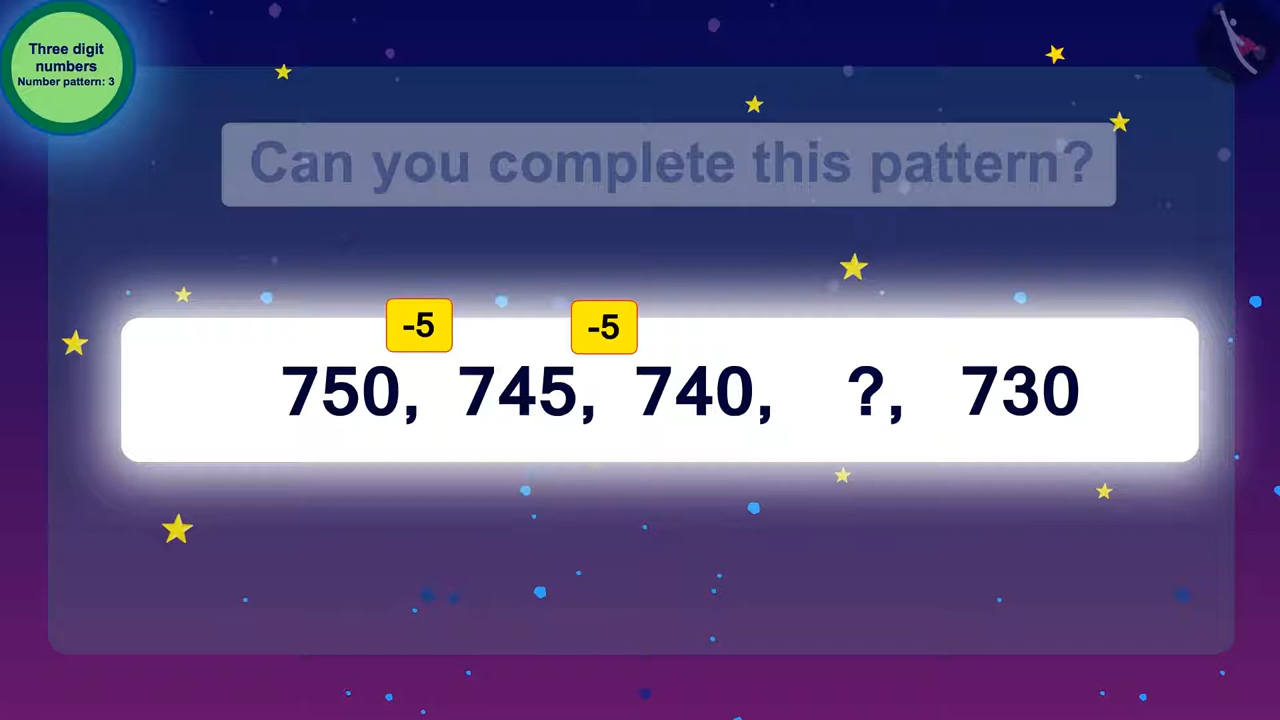 Three digit
numbers
Number pattern: 3
Can you complete this pattern?
-5 -5
750, 745, 740, ?, 730